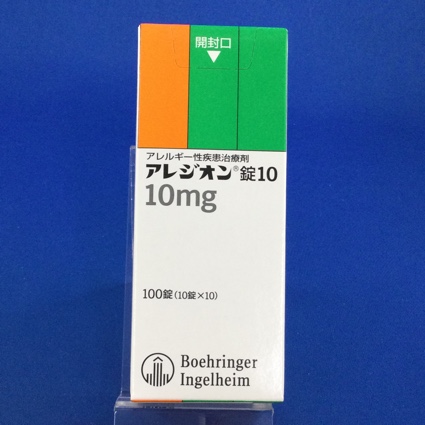 開封口
アレルギー性疾患治療剤
アレジオン®錠10
10mg
100錠(10錠×10)
Boehringer
Ingelheim